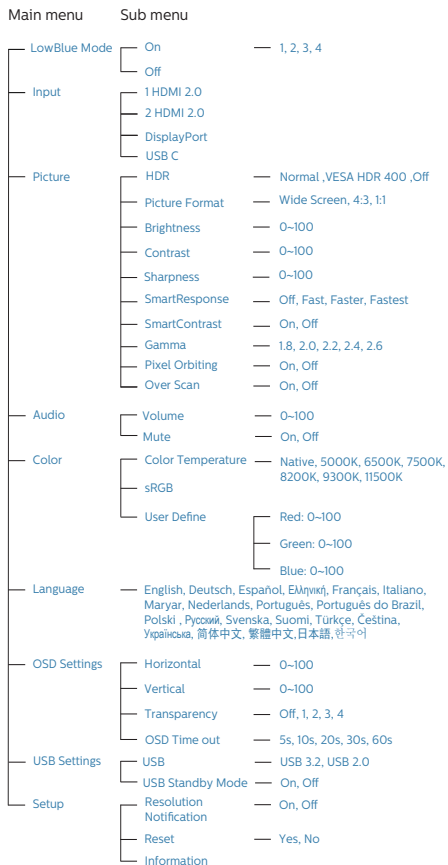 Main menu Sub menu
LowBlue Mode On 1, 2, 3, 4
Off
Input 1 HDMI 2.0
2 HDMI 2.0
DisplayPort
USB C
Picture HDR Normal ,VESA HDR 400 ,Off
Picture Format Wide Screen, 4:3, 1:1
Brightness 0~100
Contrast 0~100
Sharpness 0~100
SmartResponse Off, Fast, Faster, Fastest
SmartContrast On, Off
Gamma 1.8, 2.0, 2.2, 2.4, 2.6
Pixel Orbiting On, Off
Over Scan On, Off
Audio Volume 0~100
Mute On, Off
Color Color Temperature Native, 5000K, 6500K, 7500K,
8200K, 9300K, 11500K
sRGB
User Define Red: 0~100
Green: 0~100
Blue: 0~100
Language English, Deutsch, Español, Ελληνική, Français, Italiano,
Maryar, Nederlands, Português, Português do Brazil,
Polski , Русский, Svenska, Suomi, Türkçe, Čeština,
Українська, 简体中文, 繁體中文,日本語,한국어
OSD Settings Horizontal 0~100
Vertical 0~100
Transparency Off, 1, 2, 3, 4
OSD Time out 5s, 10s, 20s, 30s, 60s
USB Settings USB USB 3.2, USB 2.0
USB Standby Mode On, Off
Setup Resolution On, Off
Notification
Reset Yes, No
Information